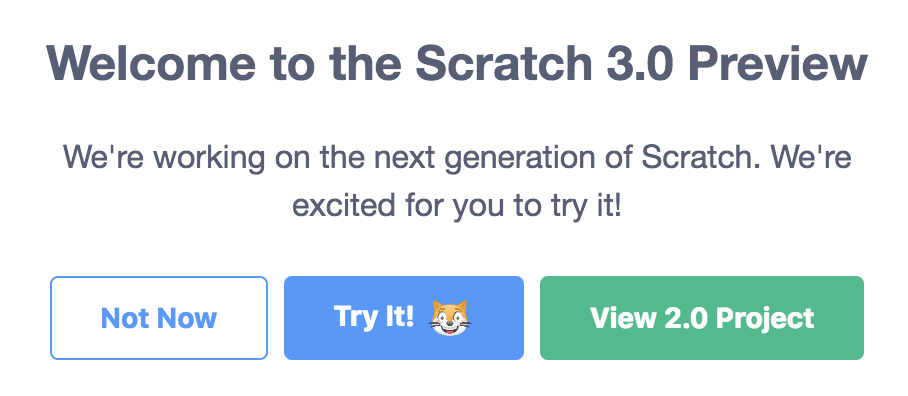 Welcome to the Scratch 3.0 Preview
We're working on the next generation of Scratch. We're
excited for you to try it!
Not Now
Try It!
View 2.0 Project